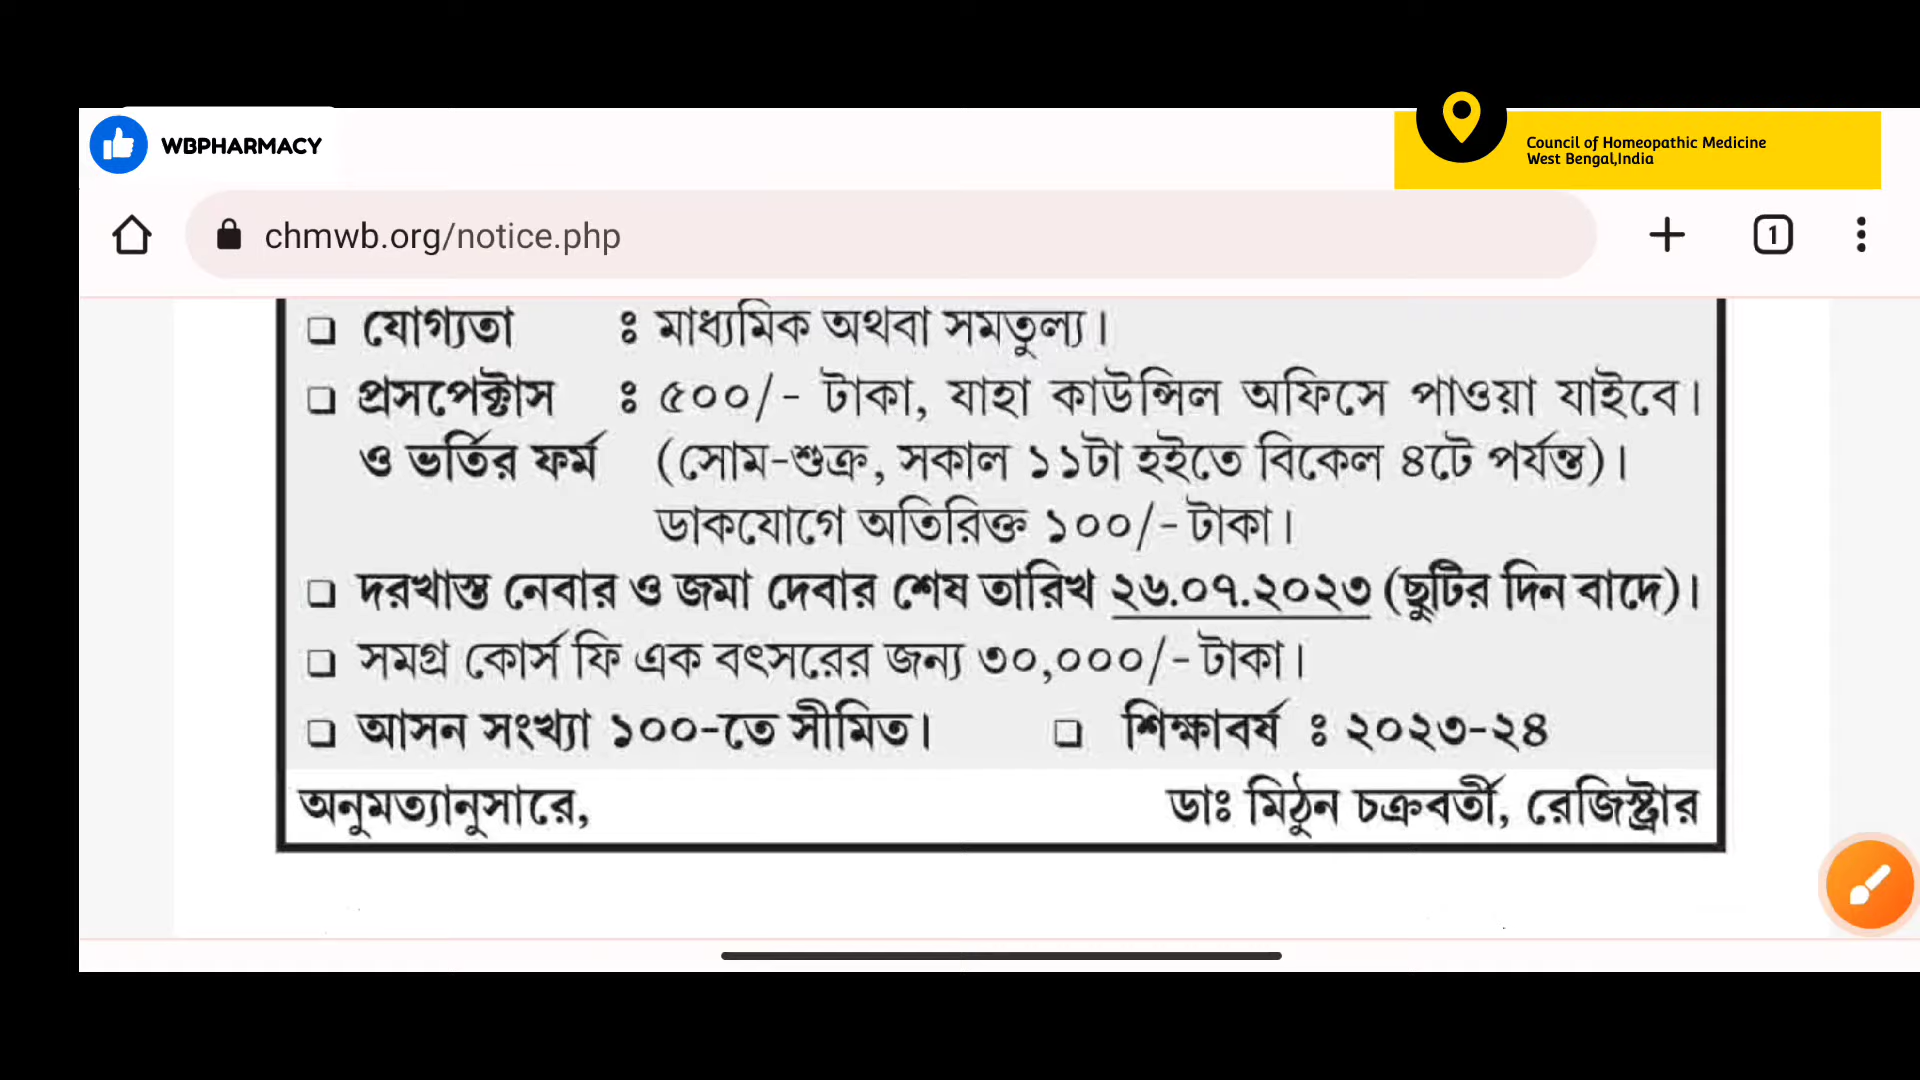 WBPHARMACY
Council of Homeopathic Medicine
West Bengal,India
chmwb.org/notice.php
1
যোগ্যতা : মাধ্যমিক অথবা সমতুল্য।
প্রসপেক্টাস : ৫০০/- টাকা, যাহা কাউন্সিল অফিসে পাওয়া যাইবে।
ও ভর্তির ফর্ম (সোম-শুক্র, সকাল ১১টা হইতে বিকেল ৪টে পর্যন্ত)।
ডাকযোগে অতিরিক্ত ১০০/- টাকা।
দরখাস্ত নেবার ও জমা দেবার শেষ তারিখ ২৬.০৭.২০২৩ (ছুটির দিন বাদে)।
সমগ্র কোর্স ফি এক বৎসরের জন্য ৩০,০০০/- টাকা।
আসন সংখ্যা ১০০-তে সীমিত। শিক্ষাবর্ষ : ২০২৩-২৪
অনুমত্যানুসারে, ডাঃ মিঠুন চক্রবর্তী, রেজিস্ট্রার